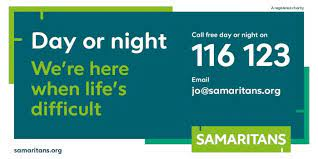 A registered charity
Day or night
We're here
when life's
difficult
Call free day or night on
116 123
Email
jo@samaritans.org
SAMARITANS
samaritans.org